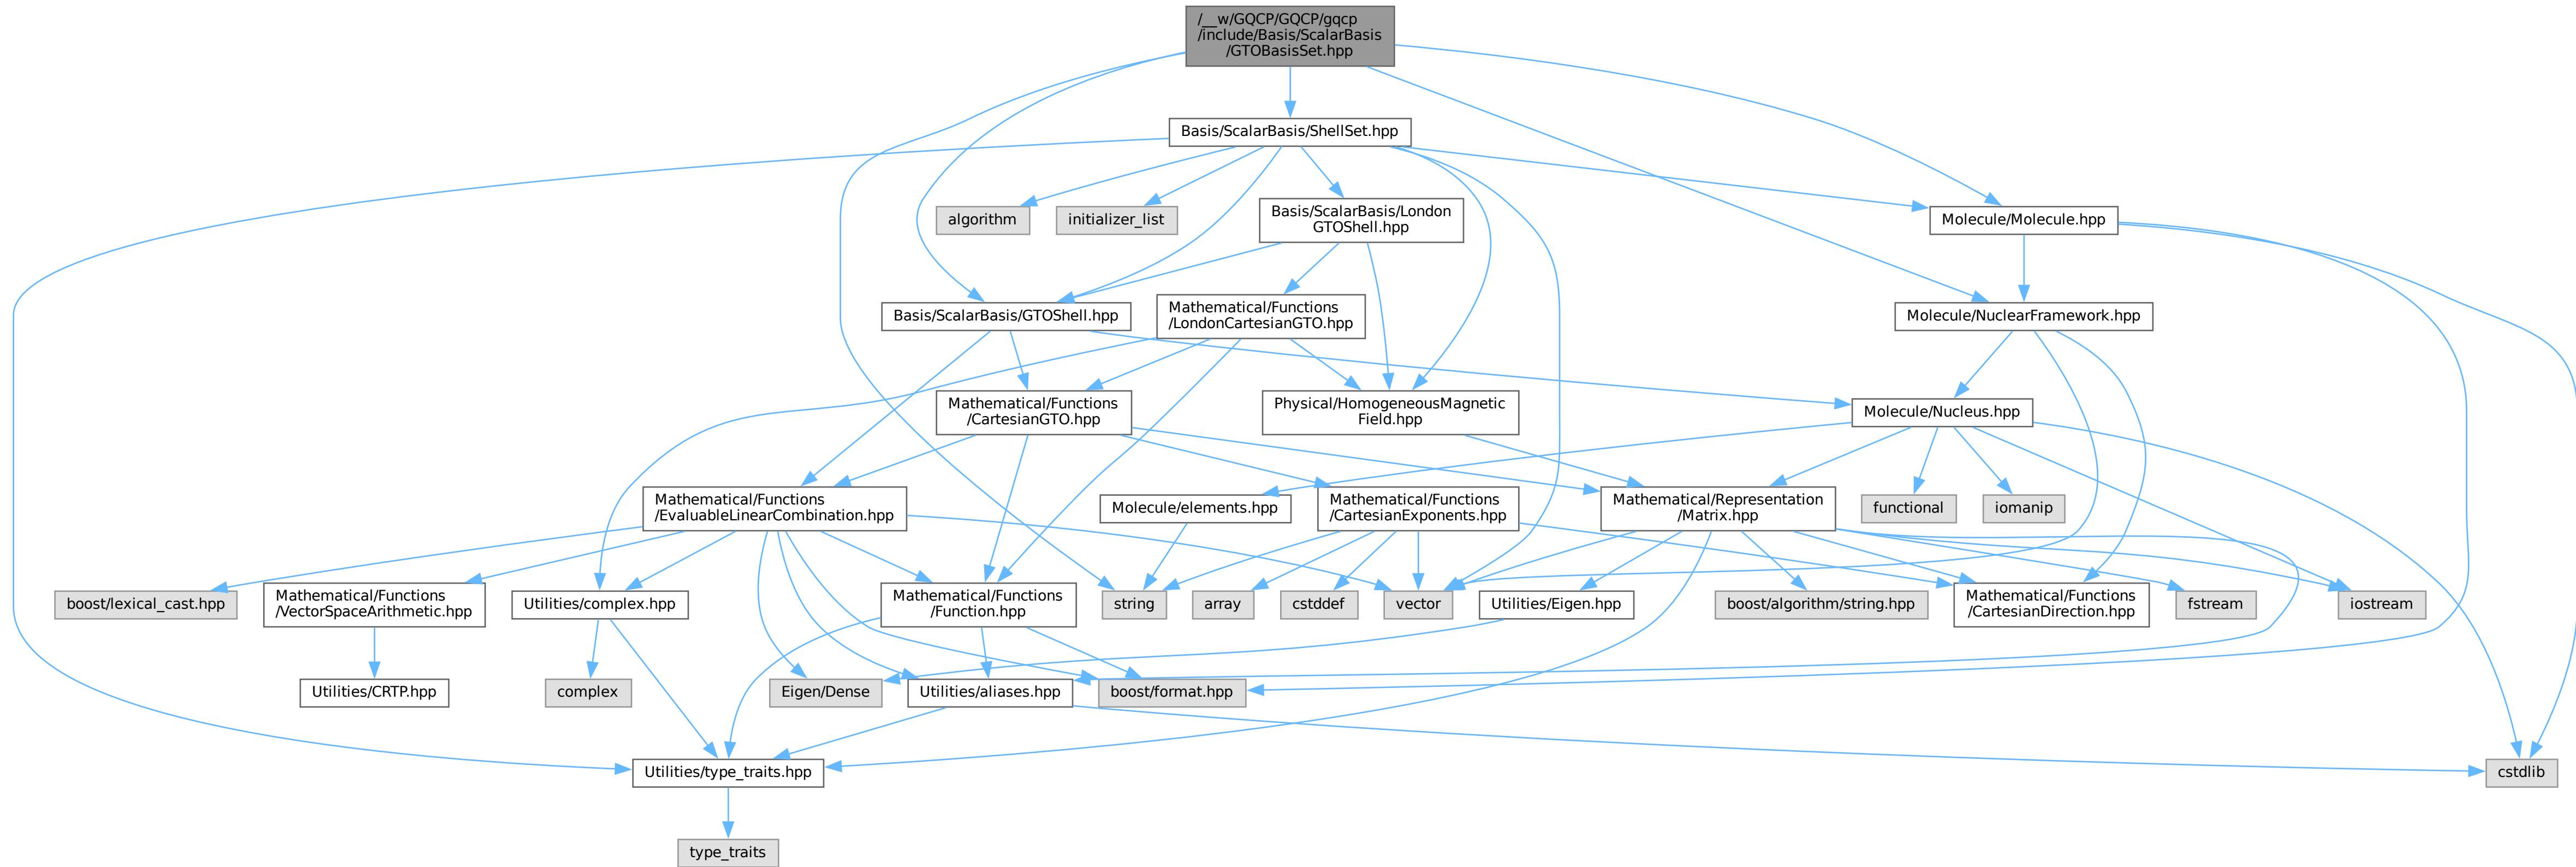 /__w/GQCP/GQCP/gqcp
/include/Basis/ScalarBasis
/GTOBasisSet.hpp
Basis/ScalarBasis/ShellSet.hpp
algorithm
initializer_list
Basis/ScalarBasis/London
GTOShell.hpp
Molecule/Molecule.hpp
Basis/ScalarBasis/GTOShell.hpp
Mathematical/Functions
/LondonCartesianGTO.hpp
Molecule/NuclearFramework.hpp
Mathematical/Functions
/CartesianGTO.hpp
Physical/HomogeneousMagnetic
Field.hpp
Molecule/Nucleus.hpp
Mathematical/Functions
/EvaluableLinearCombination.hpp
Molecule/elements.hpp
Mathematical/Functions
/CartesianExponents.hpp
Mathematical/Representation
/Matrix.hpp
functional
iomanip
boost/lexical_cast.hpp
Mathematical/Functions
/VectorSpaceArithmetic.hpp
Utilities/complex.hpp
Mathematical/Functions
/Function.hpp
string
array
cstddef
vector
Utilities/Eigen.hpp
boost/algorithm/string.hpp
Mathematical/Functions
/CartesianDirection.hpp
fstream
iostream
Utilities/CRTP.hpp
complex
Eigen/Dense
Utilities/aliases.hpp
boost/format.hpp
Utilities/type_traits.hpp
cstdlib
type_traits